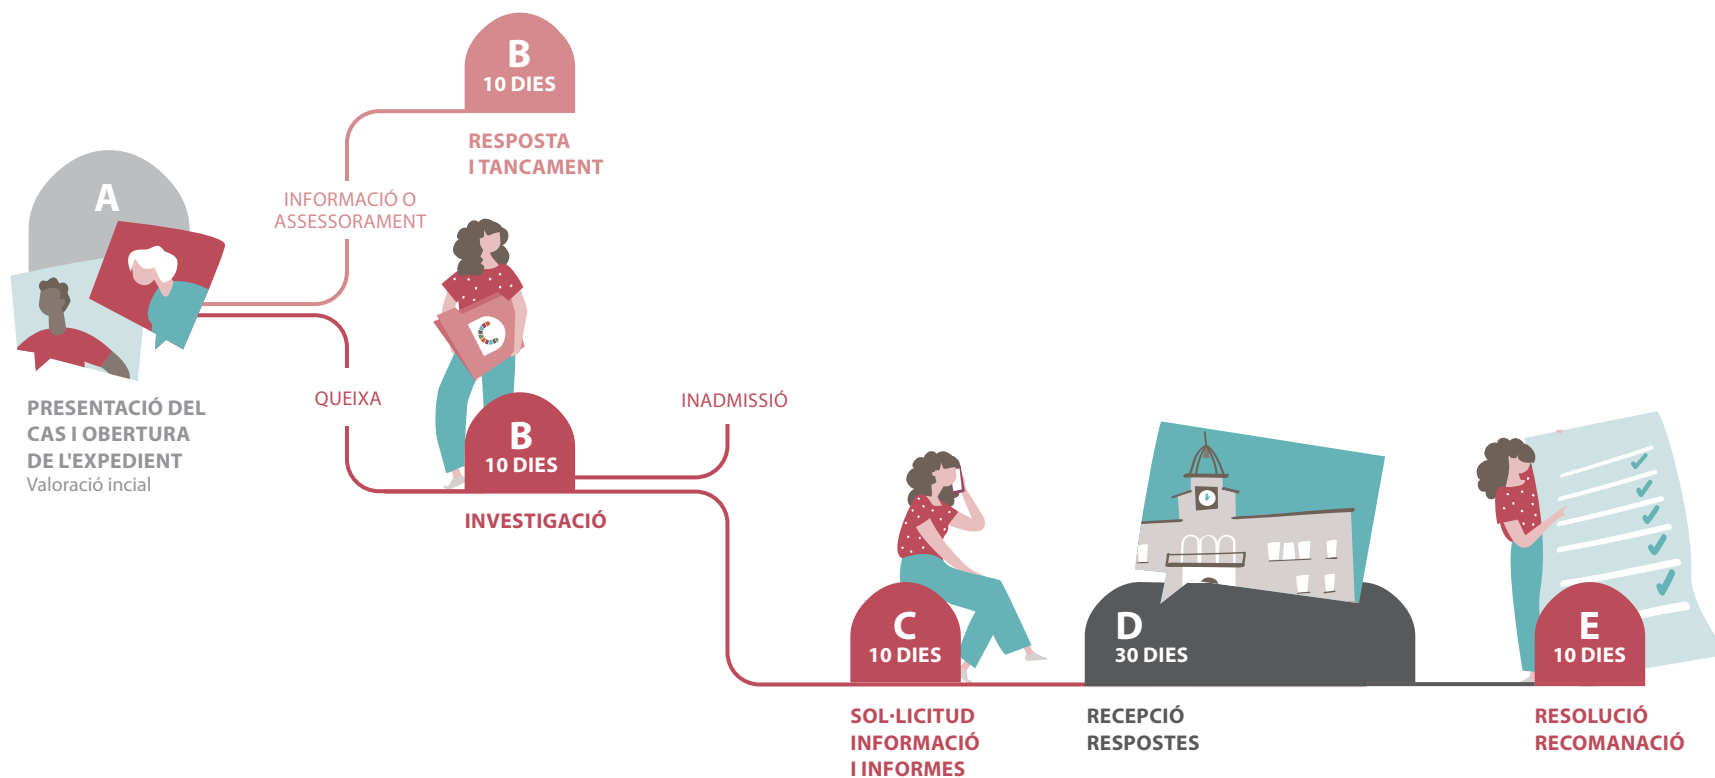 A
PRESENTACIÓ DEL
CAS I OBERTURA
DE L'EXPEDIENT
Valoració incial
INFORMACIÓ O
ASSESSORAMENT
B
10 DIES
RESPOSTA
I TANCAMENT
QUEIXA
B
10 DIES
INVESTIGACIÓ
INADMISSIÓ
C
10 DIES
SOL·LICITUD
INFORMACIÓ
I INFORMES
D
30 DIES
RECEPCIÓ
RESPOSTES
E
10 DIES
RESOLUCIÓ
RECOMANACIÓ